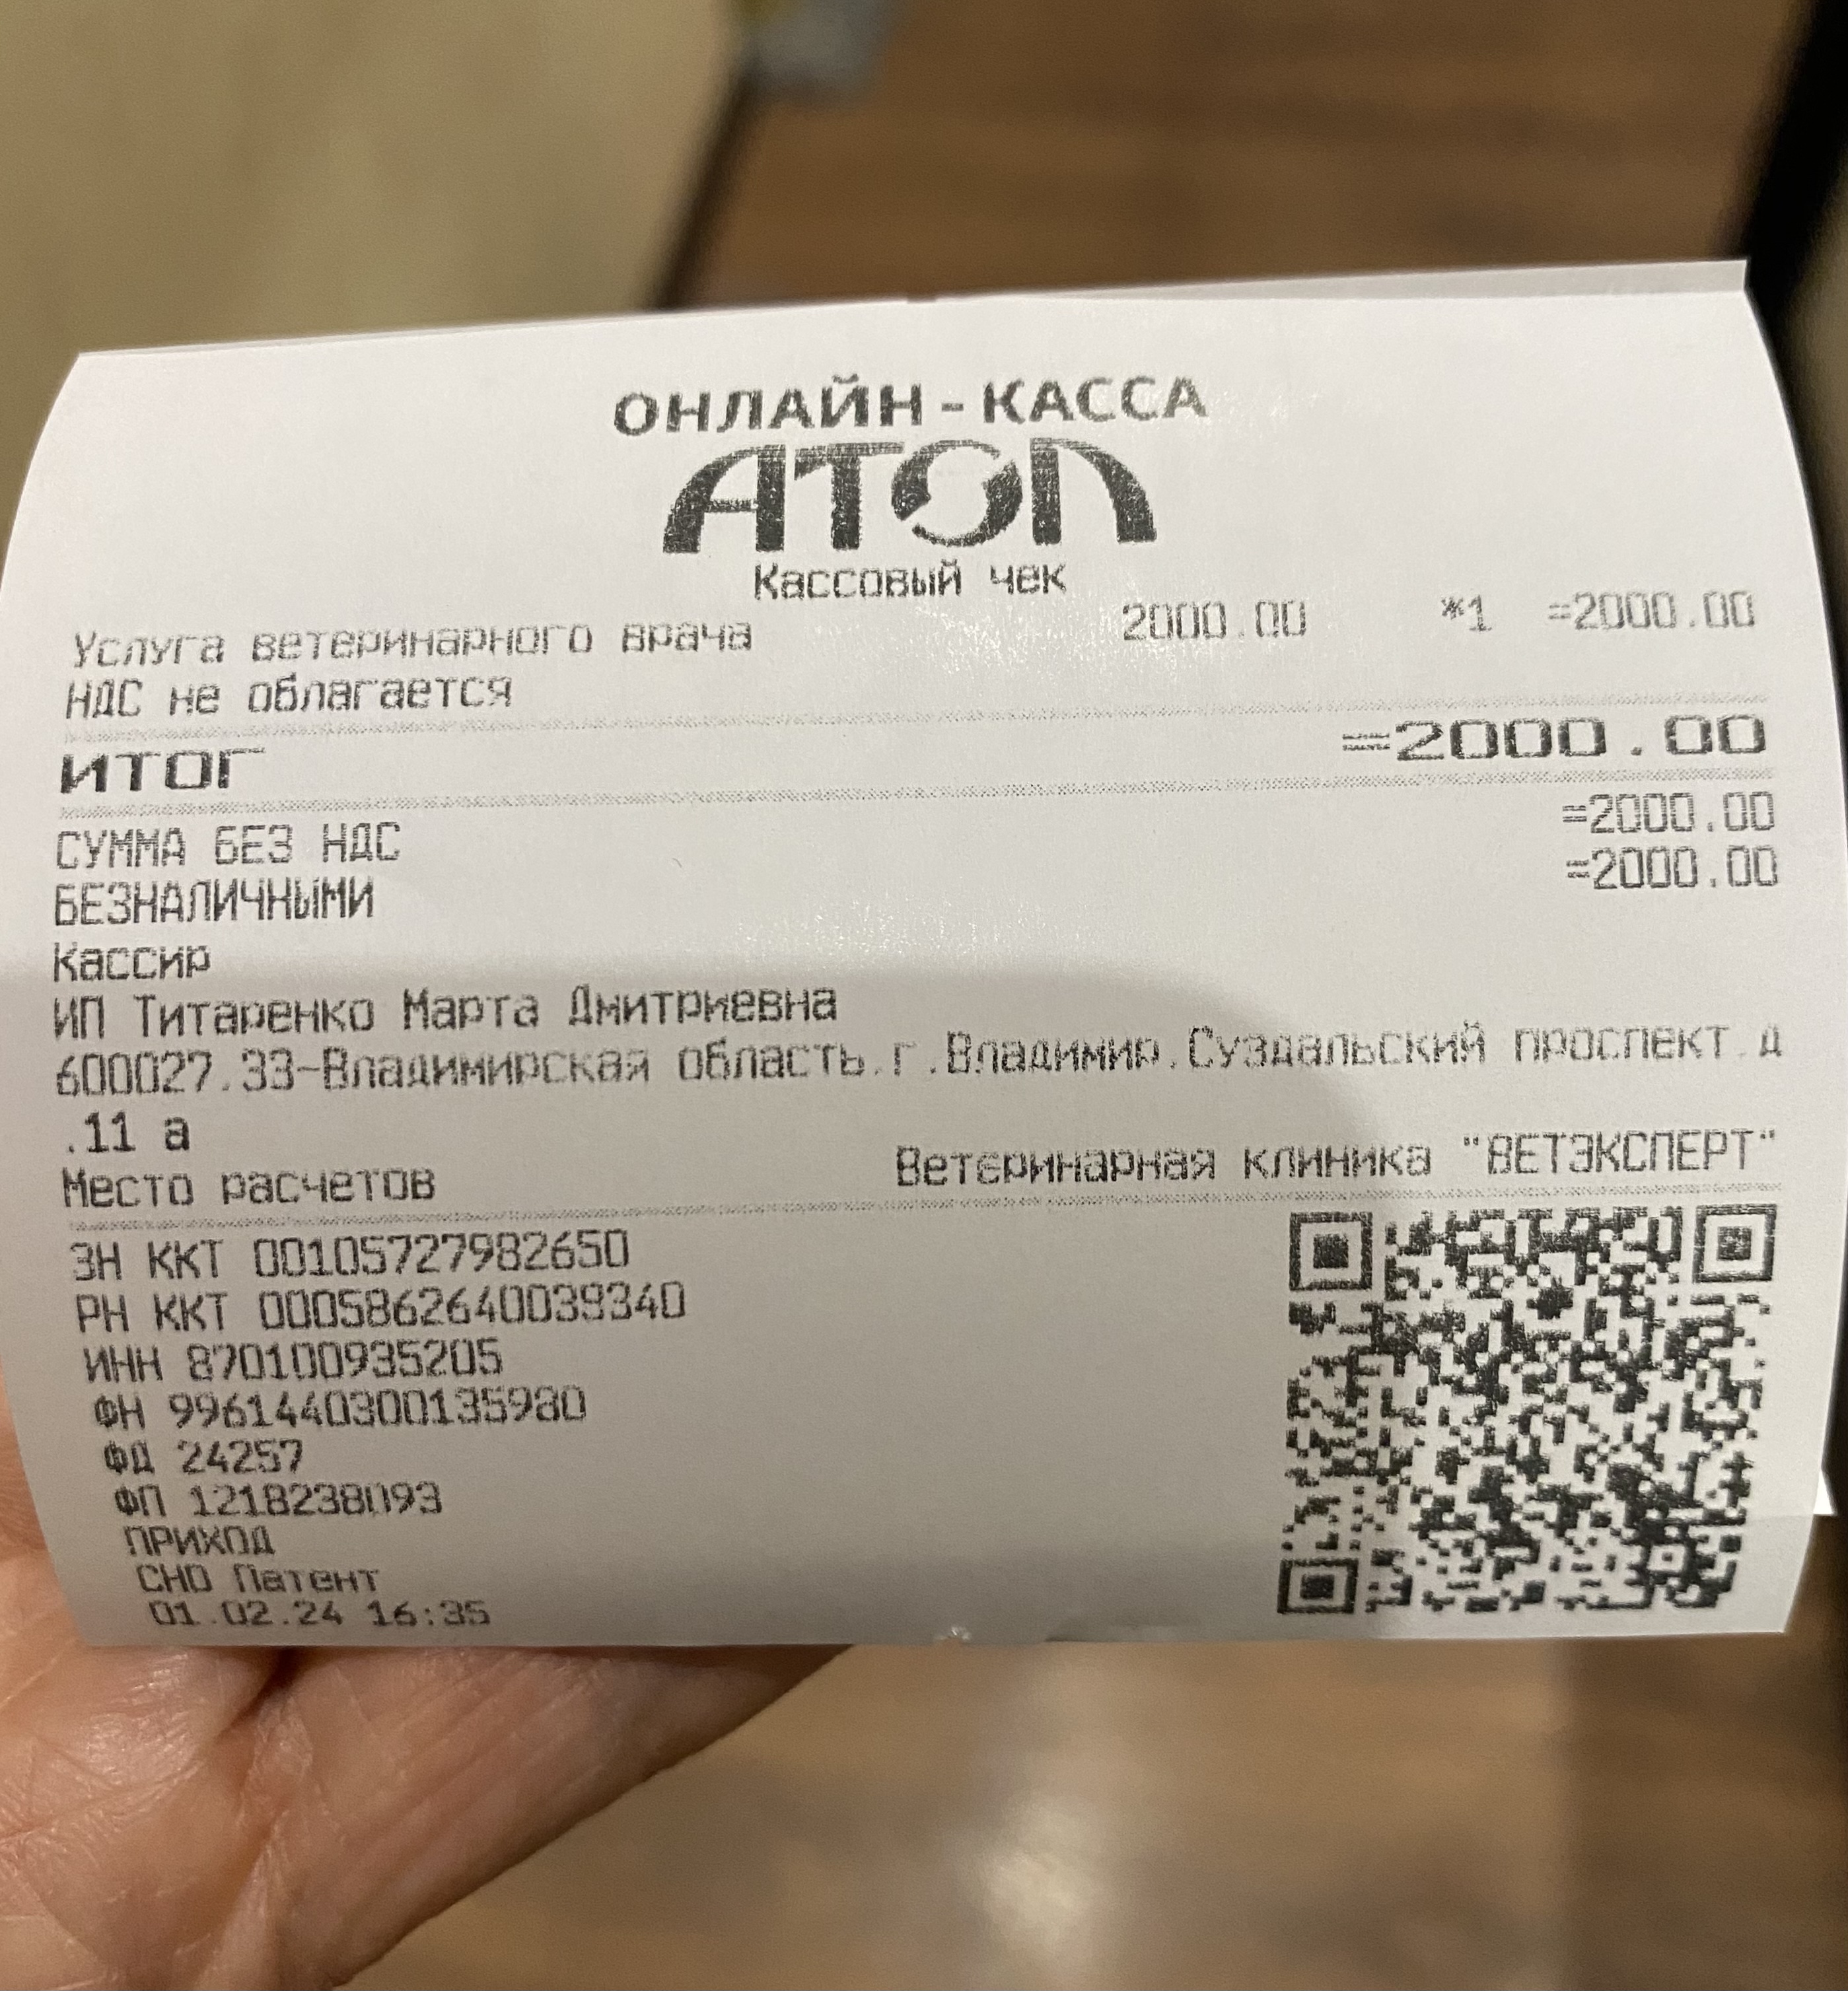 ОНЛАЙН-КАССА
АТОЛ
Кассовый чек
Услуга ветеринарного врача 2000.00 *1 =2000.00
НДС не облагается
ИТОГ =2000.00
СУММА БЕЗ НДС =2000.00
БЕЗНАЛИЧНЫМИ =2000.00
Кассир
ИП Титаренко Марта Дмитриевна
600027,33-Владимирская область,г.Владимир,Суздальский проспект,д
.11 а
Место расчетов Ветеринарная клиника "ВЕТЭКСПЕРТ"
ЗН ККТ 00105727982650
РН ККТ 0005862640039340
ИНН 870100935205
ФН 9961440300135980
ФД 24257
ФП 1218238093
ПРИХОД
СНО Патент
01.02.24 16:35